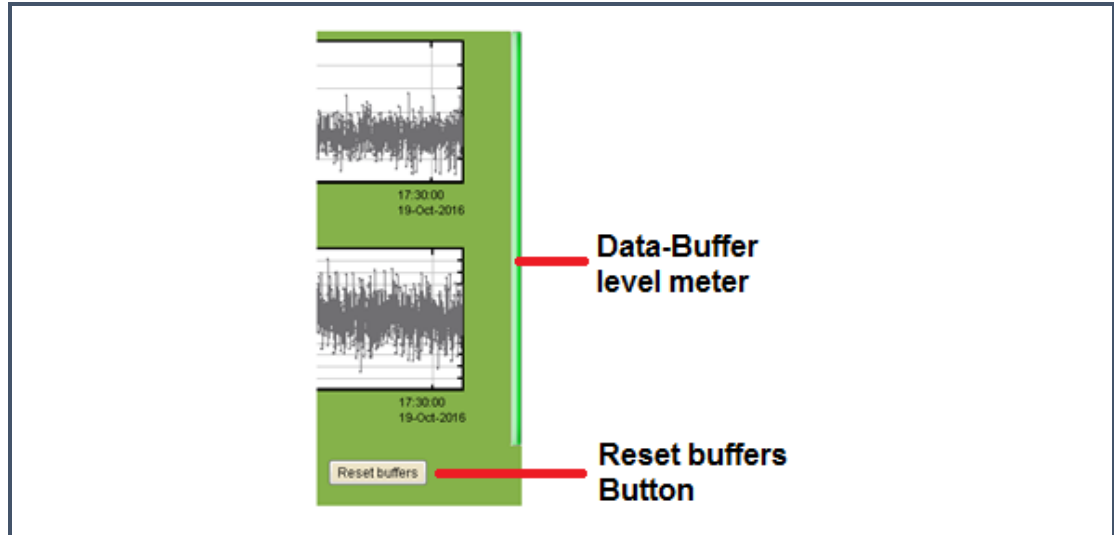 17:30:00
19-Oct-2016
Data-Buffer
level meter
17:30:00
19-Oct-2016
Reset buffers
Reset buffers
Button